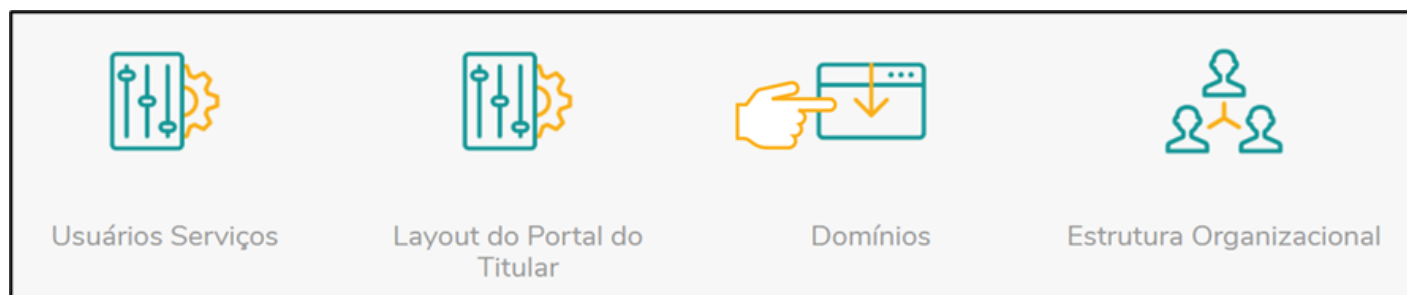 Usuários Serviços
Layout do Portal do
Titular
Domínios
Estrutura Organizacional